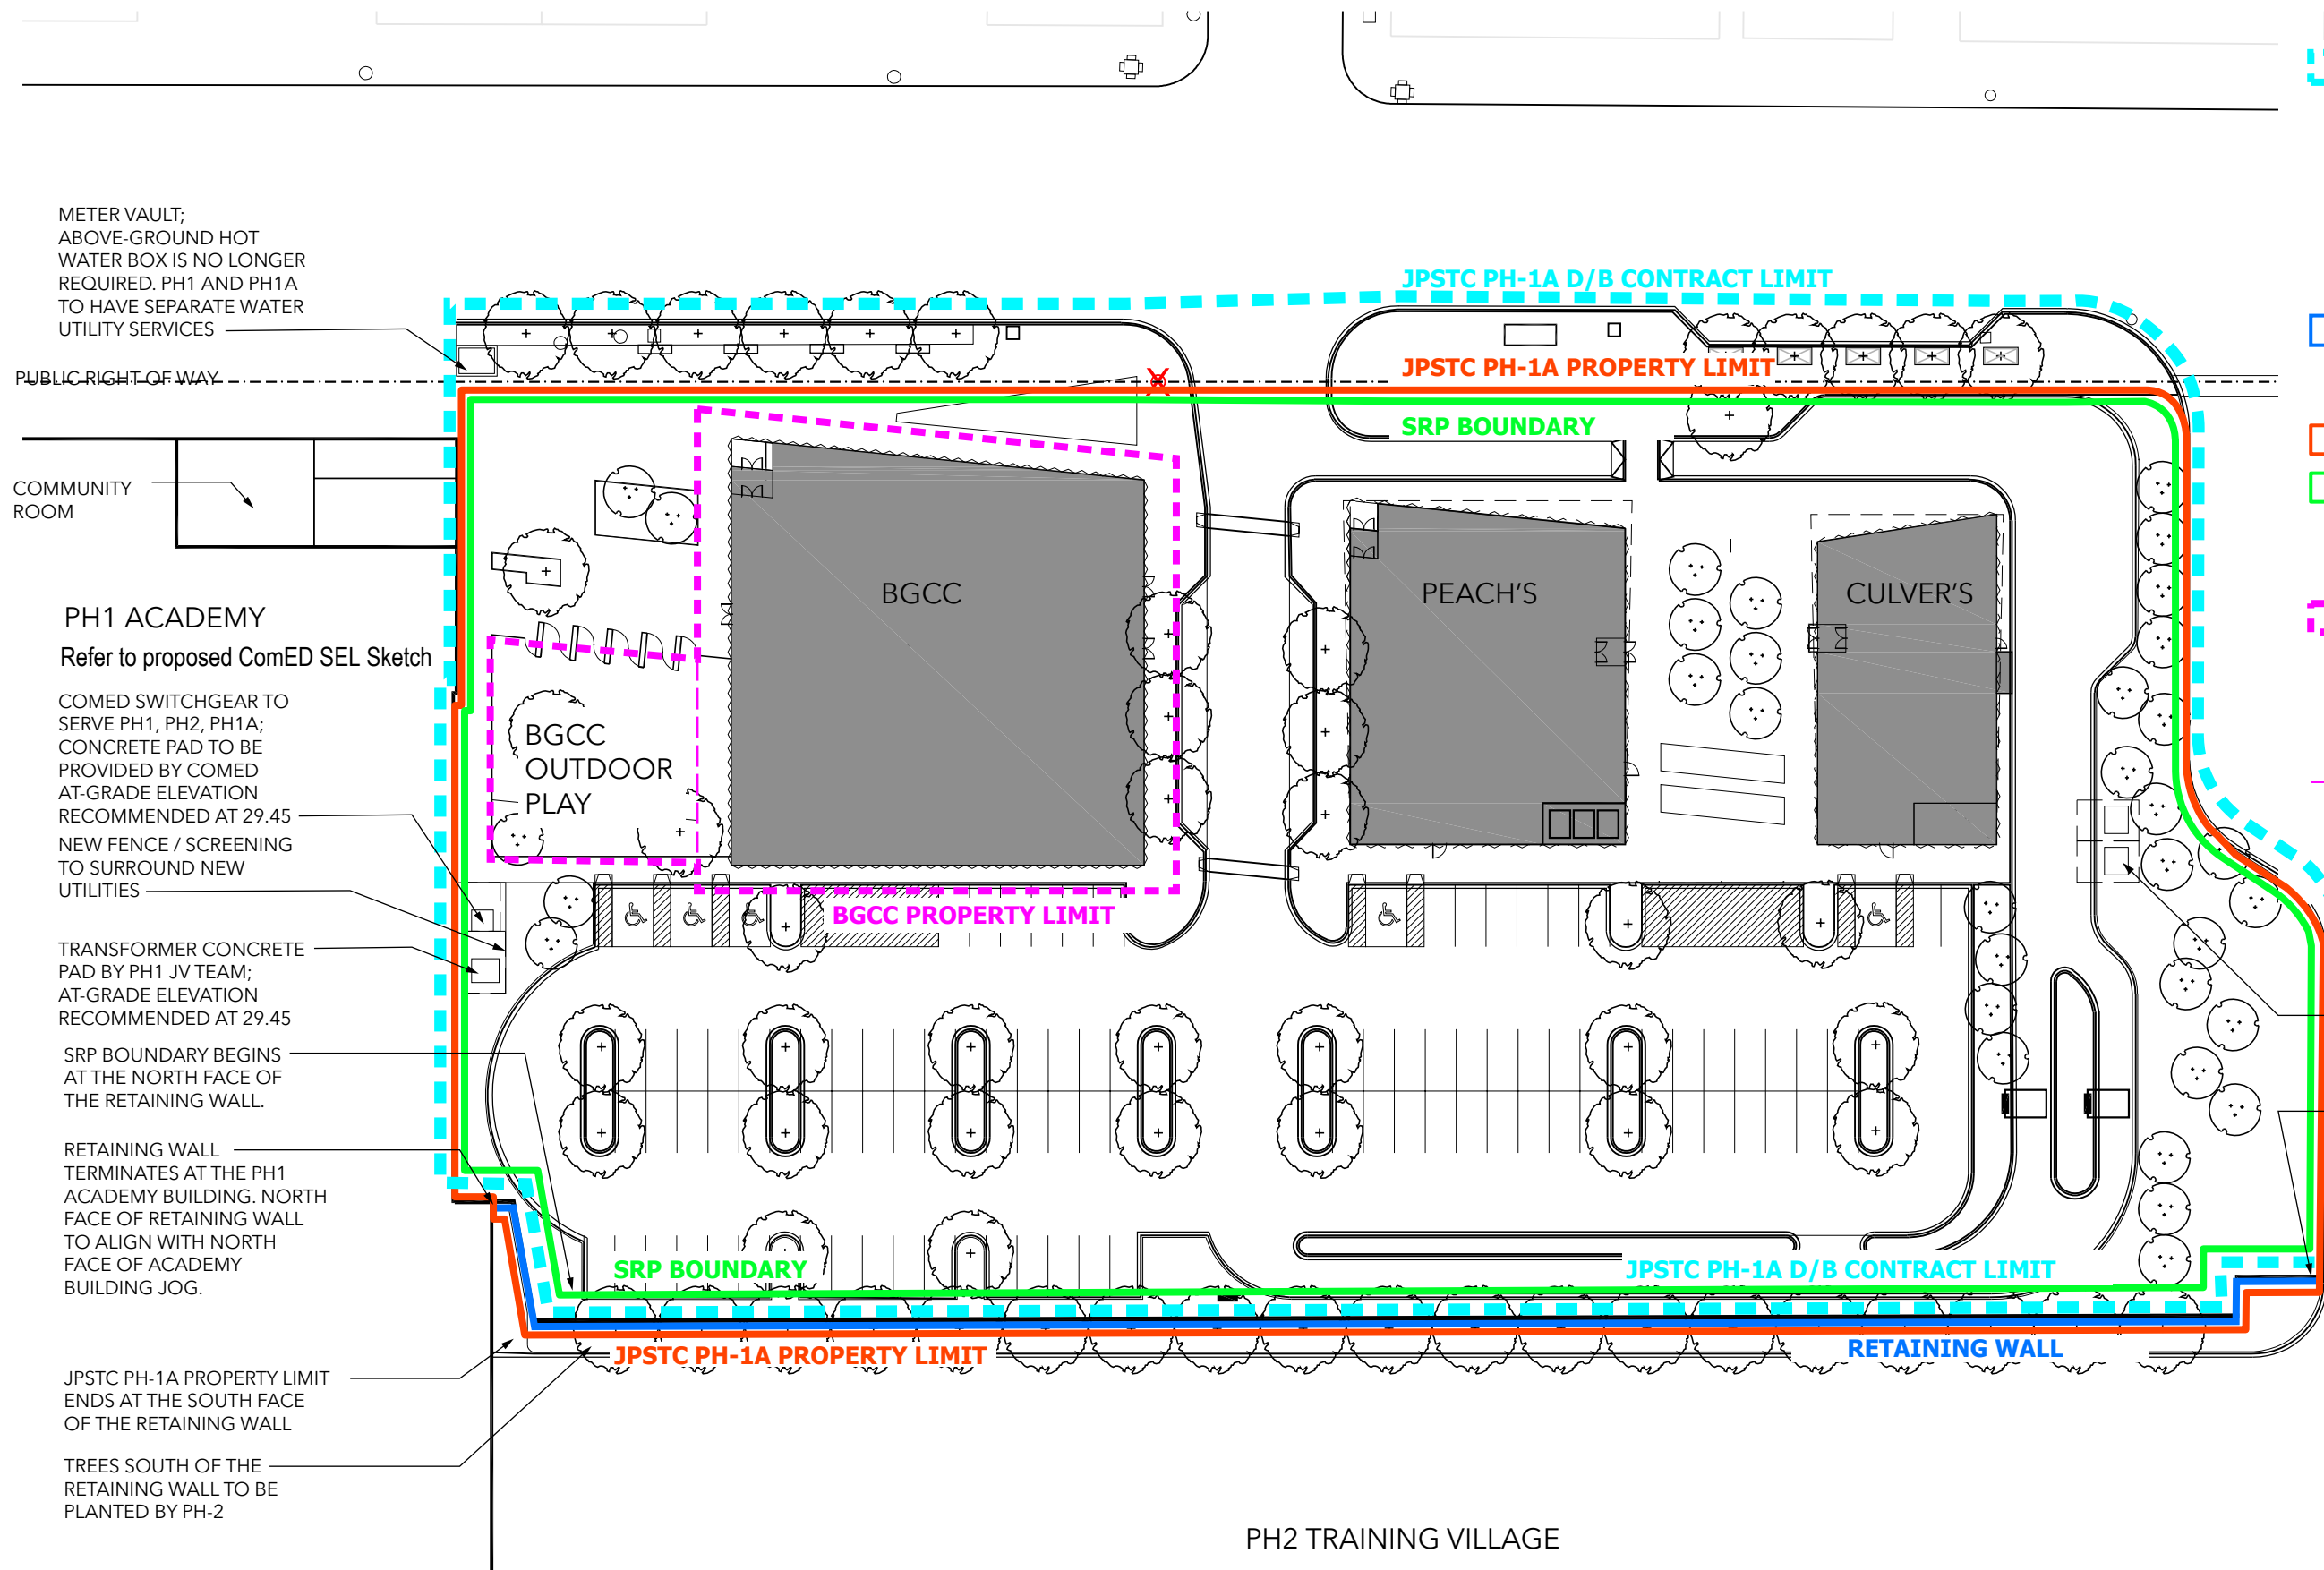 METER VAULT;
ABOVE-GROUND HOT
WATER BOX IS NO LONGER
REQUIRED. PH1 AND PH1A
TO HAVE SEPARATE WATER
UTILITY SERVICES
PUBLIC RIGHT OF WAY
COMMUNITY
ROOM
PH1 ACADEMY
Refer to proposed ComED SEL Sketch
COMED SWITCHGEAR TO
SERVE PH1, PH2, PH1A;
CONCRETE PAD TO BE
PROVIDED BY COMED
AT-GRADE ELEVATION
RECOMMENDED AT 29.45
NEW FENCE / SCREENING
TO SURROUND NEW
UTILITIES
TRANSFORMER CONCRETE
PAD BY PH1 JV TEAM;
AT-GRADE ELEVATION
RECOMMENDED AT 29.45
SRP BOUNDARY BEGINS
AT THE NORTH FACE OF
THE RETAINING WALL.
RETAINING WALL
TERMINATES AT THE PH1
ACADEMY BUILDING. NORTH
FACE OF RETAINING WALL
TO ALIGN WITH NORTH
FACE OF ACADEMY
BUILDING JOG.
JPSTC PH-1A PROPERTY LIMIT
ENDS AT THE SOUTH FACE
OF THE RETAINING WALL
TREES SOUTH OF THE
RETAINING WALL TO BE
PLANTED BY PH-2
JPSTC PH-1A D/B CONTRACT LIMIT
JPSTC PH-1A PROPERTY LIMIT
SRP BOUNDARY
BGCC
PEACH'S
CULVER'S
BGCC
OUTDOOR
PLAY
BGCC PROPERTY LIMIT
SRP BOUNDARY
JPSTC PH-1A D/B CONTRACT LIMIT
JPSTC PH-1A PROPERTY LIMIT
RETAINING WALL
PH2 TRAINING VILLAGE